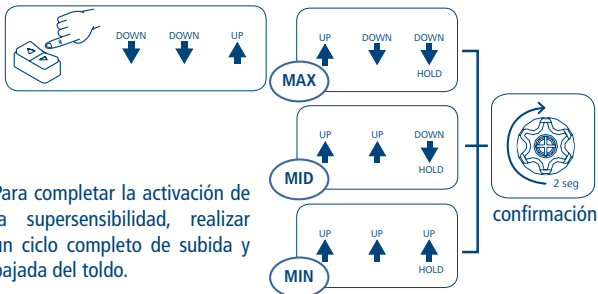 DOWN DOWN UP
UP DOWN DOWN
HOLD
MAX
UP UP DOWN
HOLD
MID
UP UP UP
HOLD
MIN
2 seg
confirmación
Para completar la activación de
la supersensibilidad, realizar
un ciclo completo de subida y
bajada del toldo.